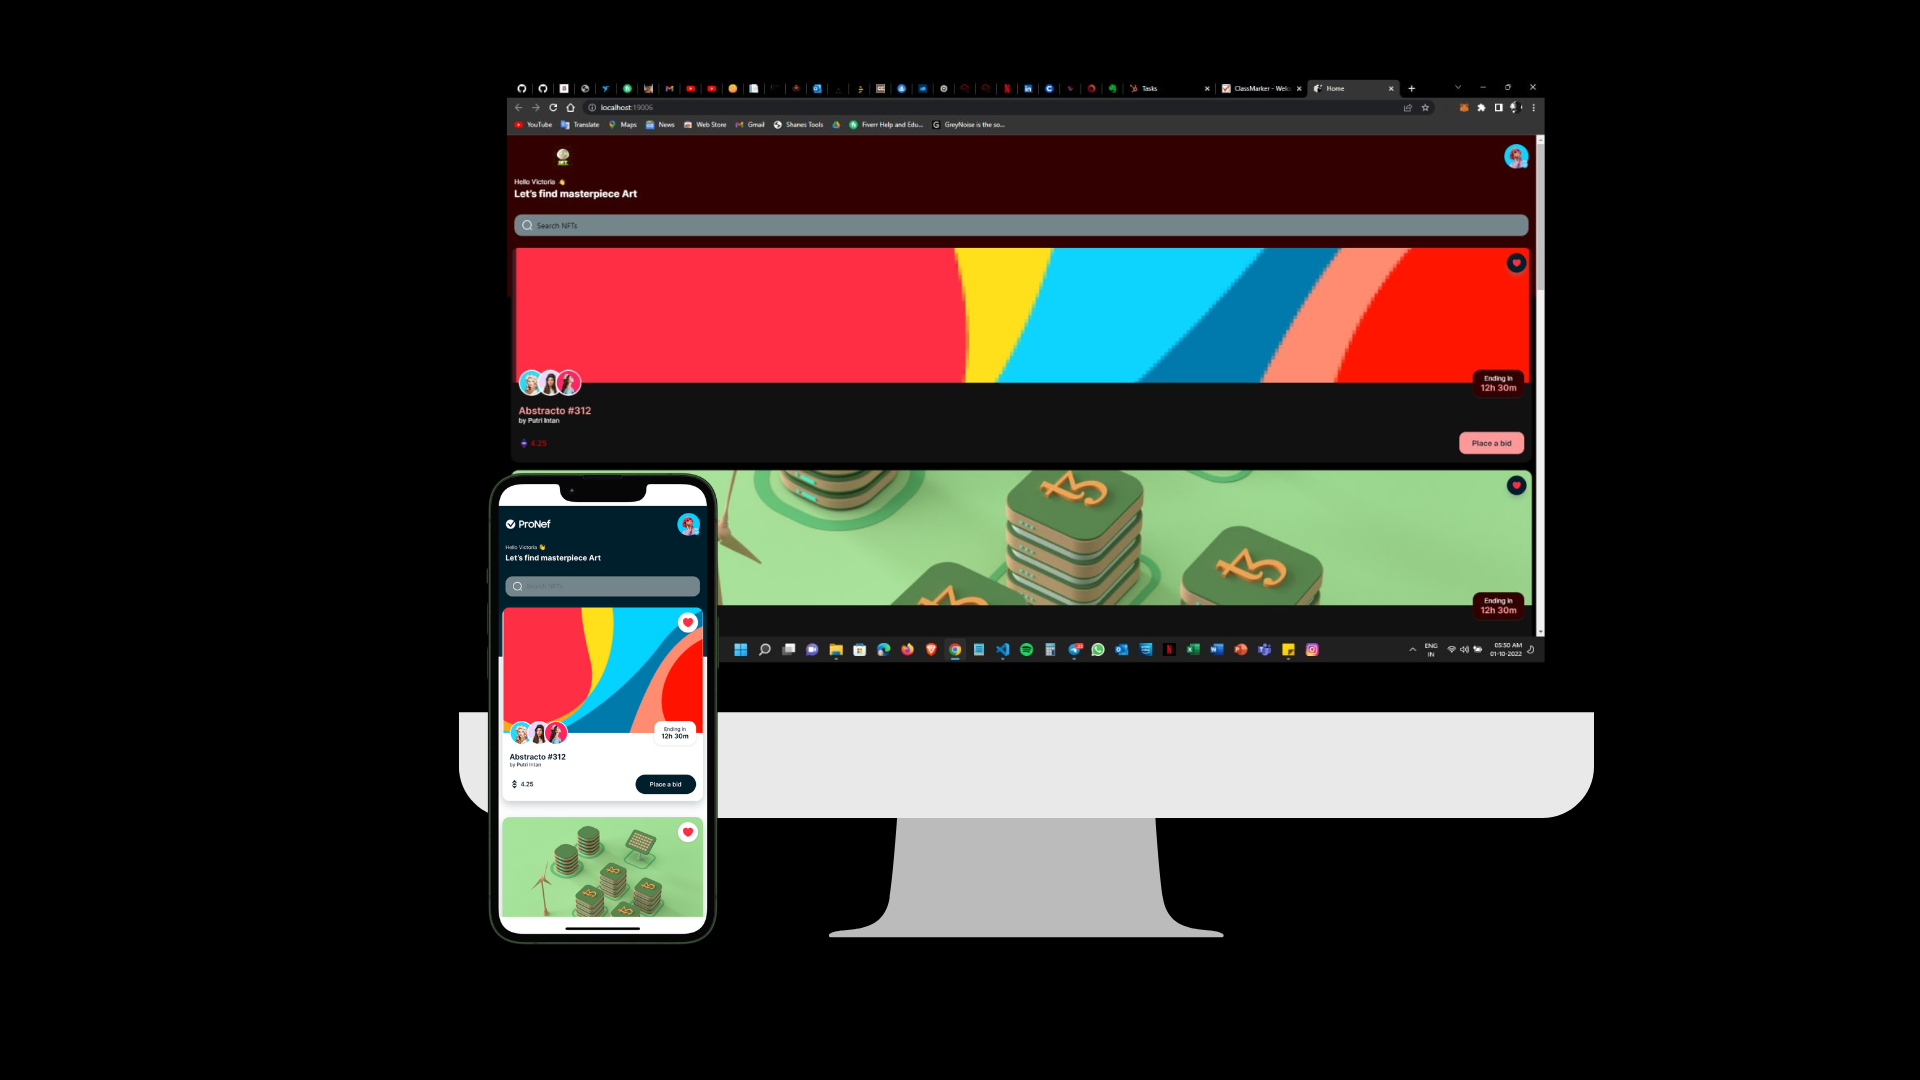 Tasks
ClassMarker - Welc
Home
localhost:19006
YouTube
Translate
Maps
News
Web Store
Gmail
Shanes Tools
Fiverr Help and Edu...
GreyNoise is the so...
Hello Victoria 👋
Let's find masterpiece Art
Search NFTs
Ending in
12h 30m
Abstracto #312
by Putri Intan
4.25
Place a bid
Ending in
12h 30m
ENG
IN
05:50 AM
01-10-2022
ProNef
Hello Victoria 👋
Let's find masterpiece Art
Search NFTs
Ending in
12h 30m
Abstracto #312
by Putri Intan
4.25
Place a bid